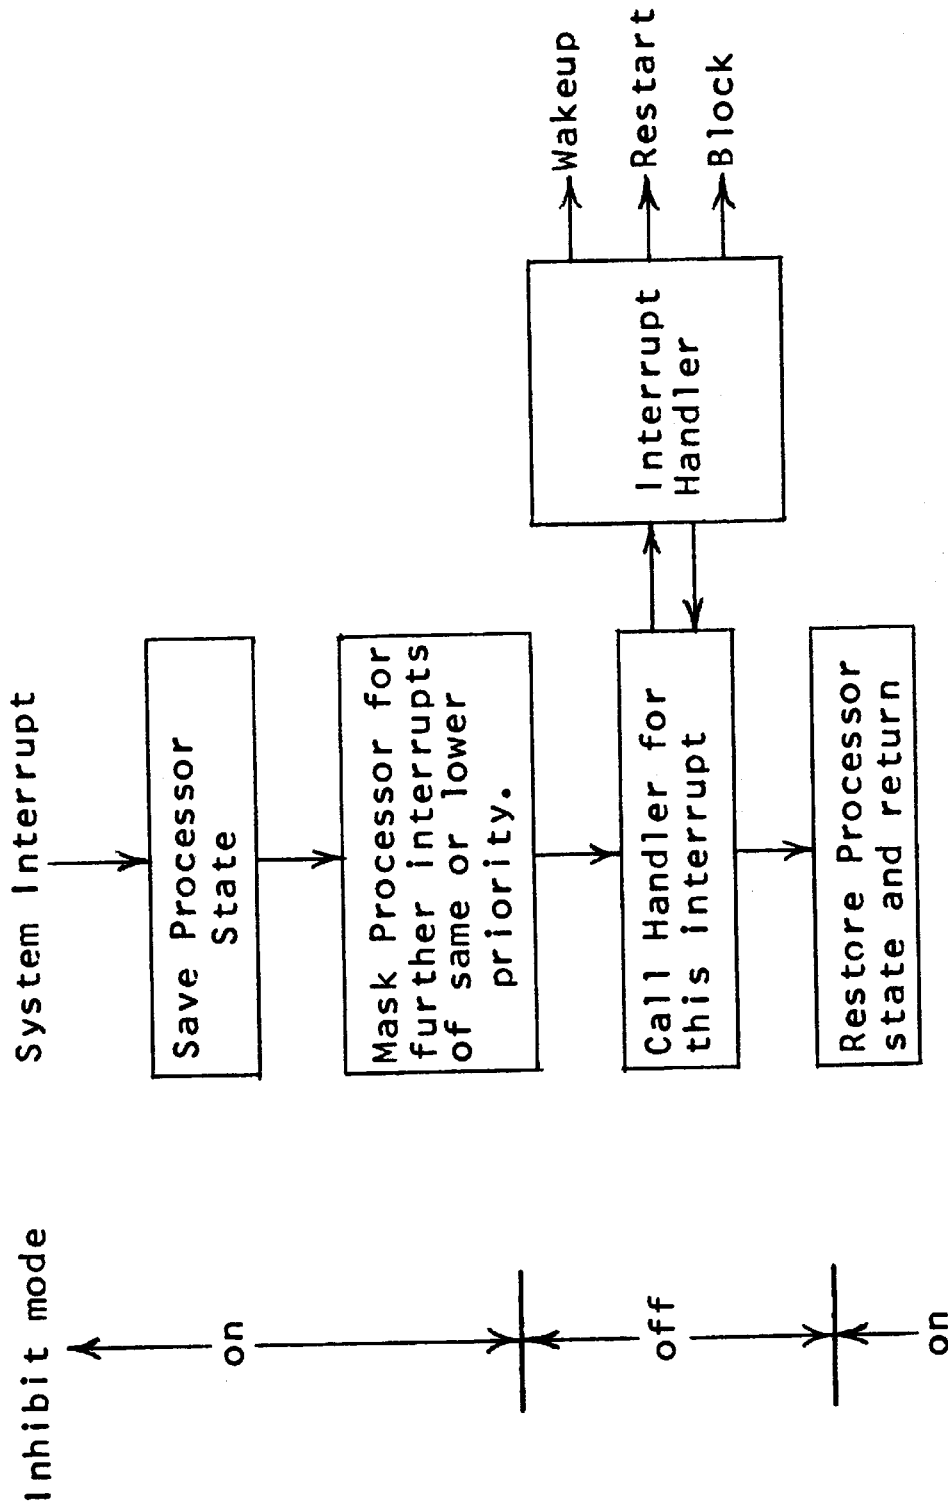 Inhibit mode
on
off
on
System Interrupt
Save Processor
State
Mask Processor for
further interrupts
of same or lower
priority.
Call Handler for
this interrupt
Restore Processor
state and return
Interrupt
Handler
Wakeup
Restart
Block